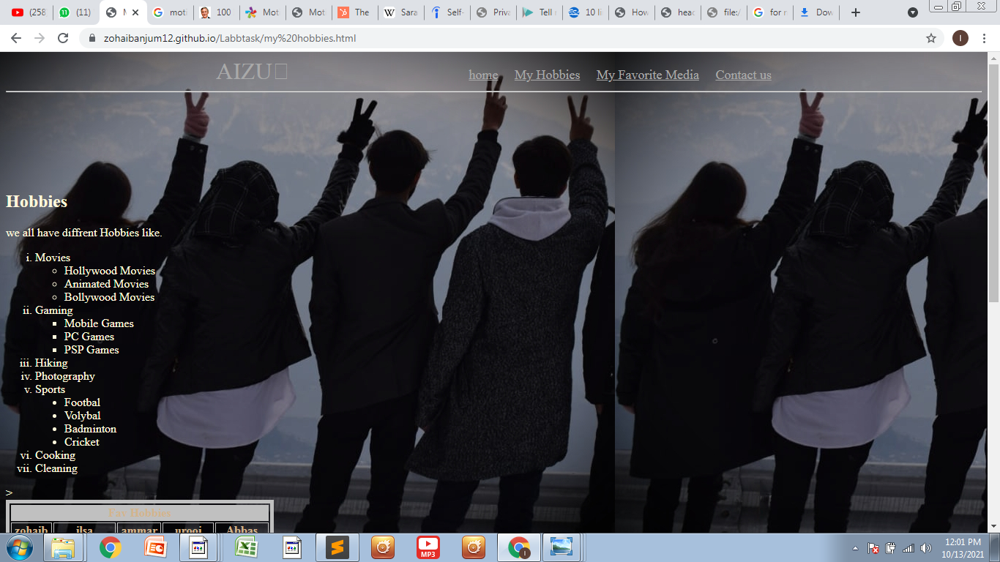 (258
(11)
M
moti
100
Mot
Mot
The
Sara
Self-
Priva
Tell r
10 li
How
head
file:/
for r
Dow
zohaibanjum12.github.io/Labbtask/my%20hobbies.html
I
AIZU
home My Hobbies My Favorite Media Contact us
Hobbies
we all have diffrent Hobbies like.
i. Movies
Hollywood Movies
Animated Movies
Bollywood Movies
ii. Gaming
Mobile Games
PC Games
PSP Games
iii. Hiking
iv. Photography
v. Sports
Footbal
Volybal
Badminton
Cricket
vi. Cooking
vii. Cleaning
>
Fav Hobbies
zohaib ilsa ammar urooj Abbas
MP3
I
12:01 PM
10/13/2021